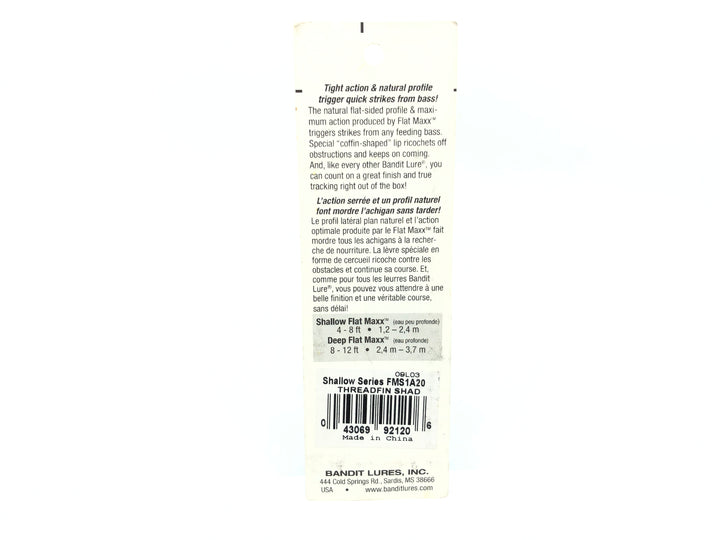 Tight action & natural profile
trigger quick strikes from bass!
The natural flat-sided profile & maxi-
mum action produced by Flat Maxx™
triggers strikes from any feeding bass.
Special "coffin-shaped" lip ricochets off
obstructions and keeps on coming.
And, like every other Bandit Lure®, you
can count on a great finish and true
tracking right out of the box!
L'action serrée et un profil naturel
font mordre l'achigan sans tarder!
Le profil latéral plan naturel et l'action
optimale produite par le Flat Maxx™ fait
mordre tous les achigans à la recher-
che de nourriture. La lèvre spéciale en
forme de cercueil ricoche contre les
obstacles et continue sa course. Et,
comme pour tous les leurres Bandit
Lure®, vous pouvez vous attendre à une
belle finition et une véritable course,
sans délai!
Shallow Flat Maxx™ (eau peu profonde)
4 - 8 ft • 1,2 – 2,4 m
Deep Flat Maxx™ (eau profonde)
8 - 12 ft • 2,4 m – 3,7 m
09L03
Shallow Series FMS1A20
THREADFIN SHAD
0 43069 92120 6
Made in China
BANDIT LURES, INC.
444 Cold Springs Rd., Sardis, MS 38666
USA • www.banditlures.com